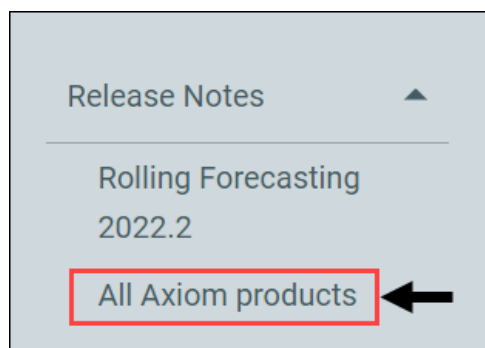 Release Notes
Rolling Forecasting
2022.2
All Axiom products